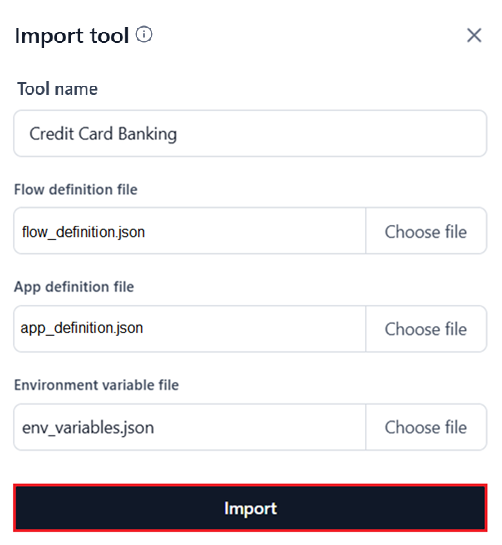 Import tool
Tool name
Credit Card Banking
Flow definition file
flow_definition.json
Choose file
App definition file
app_definition.json
Choose file
Environment variable file
env_variables.json
Choose file
Import